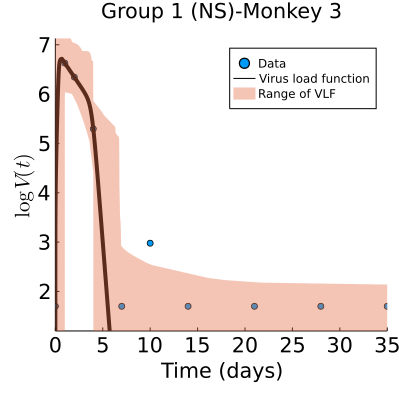 Group 1 (NS)-Monkey 3
Data
Virus load function
Range of VLF
log V(t)
7
6
5
4
3
2
0 5 10 15 20 25 30 35
Time (days)